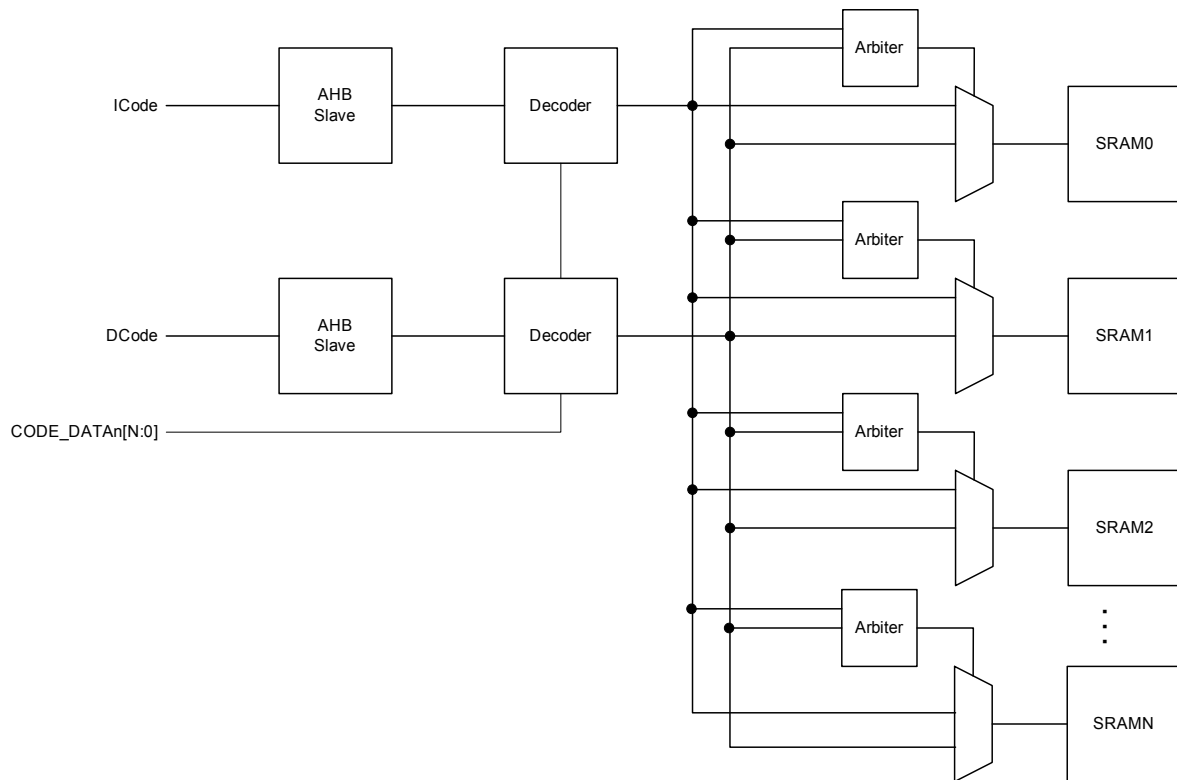 Arbiter
ICode
AHB
Slave
Decoder
SRAM0
Arbiter
DCode
AHB
Slave
Decoder
SRAM1
CODE_DATAn[N:0]
Arbiter
SRAM2
Arbiter
SRAMN